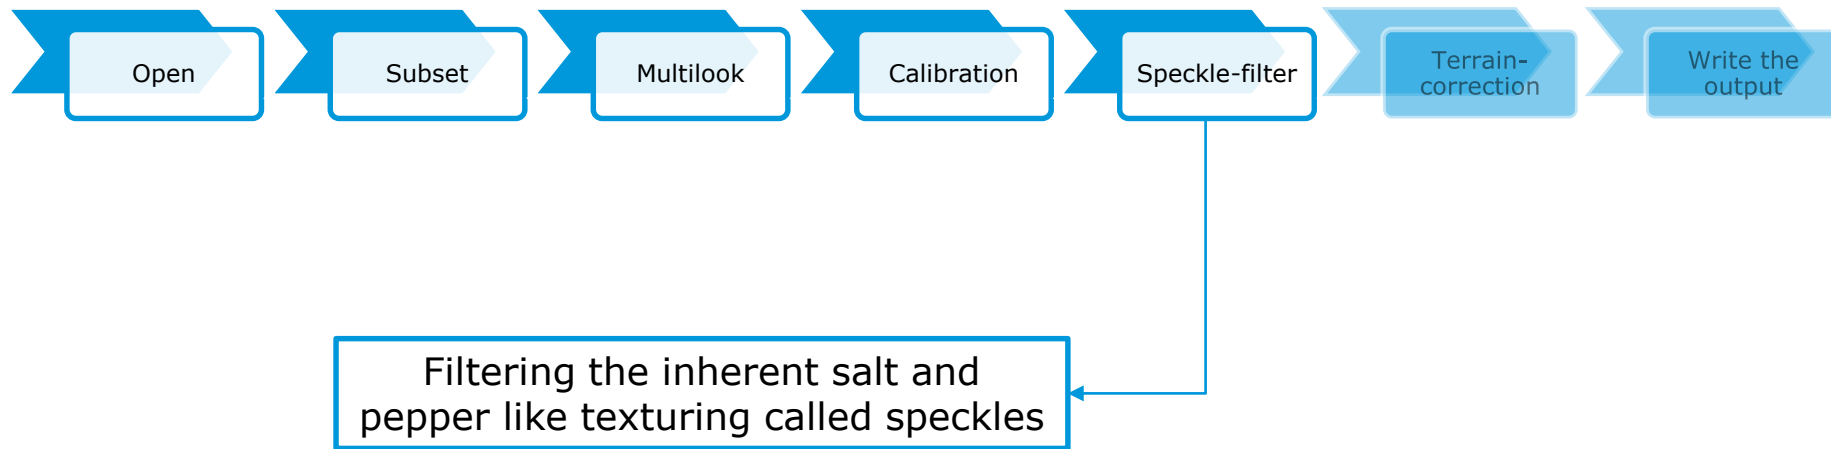 Open
Subset
Multilook
Calibration
Speckle-filter
Terrain-
correction
Write the
output
Filtering the inherent salt and
pepper like texturing called speckles